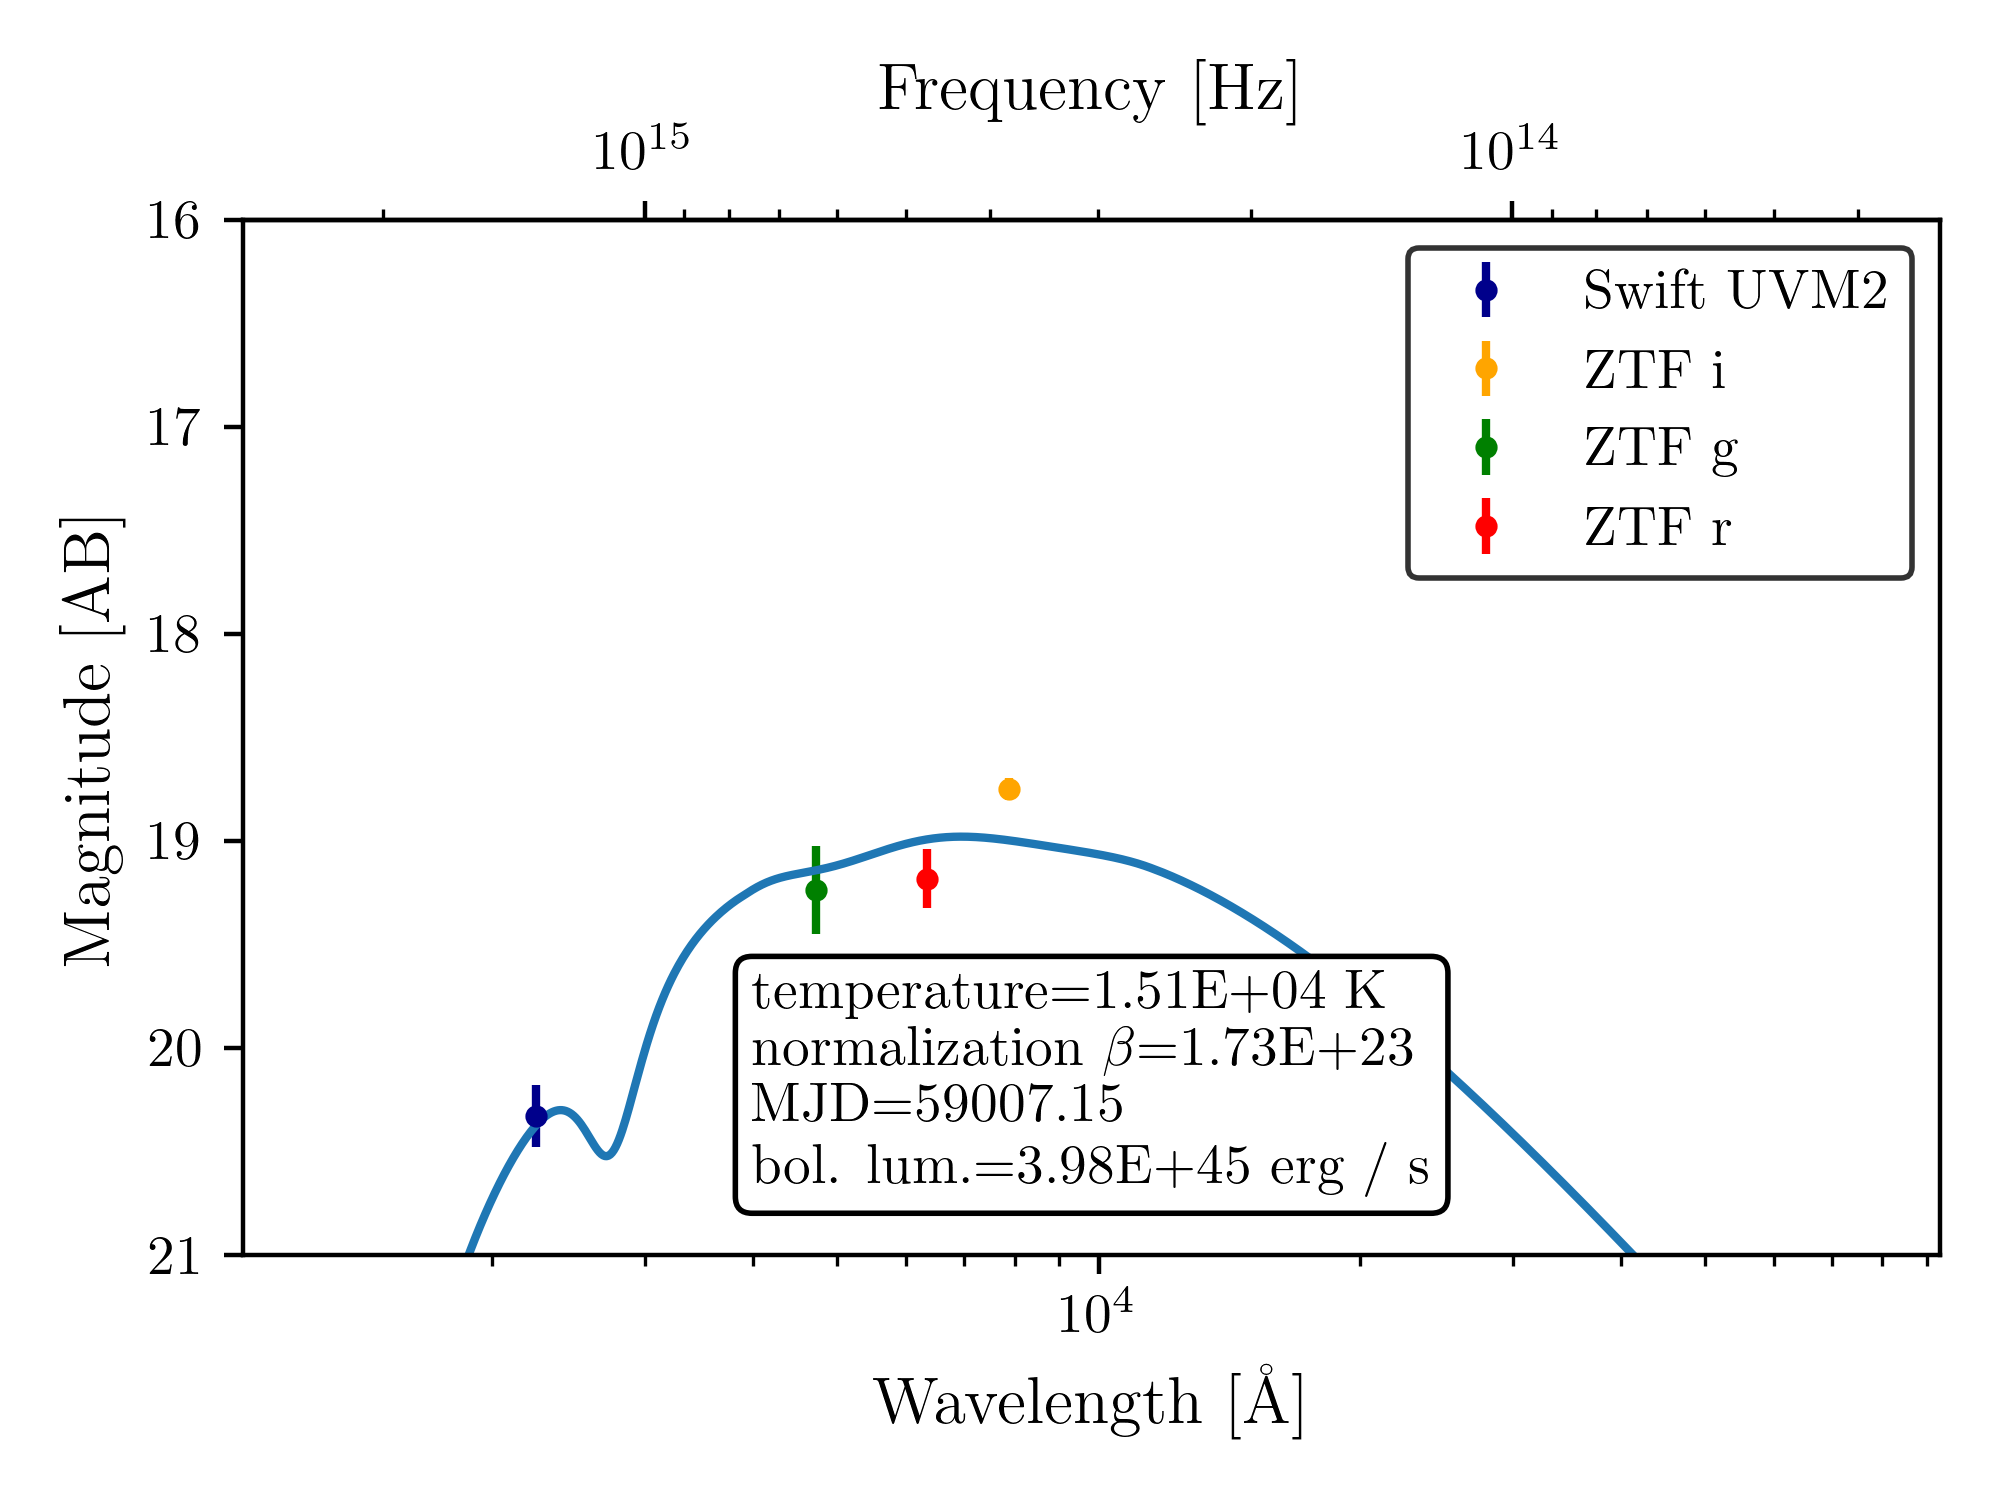 Frequency [Hz]
10^15 10^14
16
17
18
19
20
21
Magnitude [AB]
Swift UVM2
ZTF i
ZTF g
ZTF r
temperature=1.51E+04 K
normalization β=1.73E+23
MJD=59007.15
bol. lum.=3.98E+45 erg / s
10^4
Wavelength [Å]